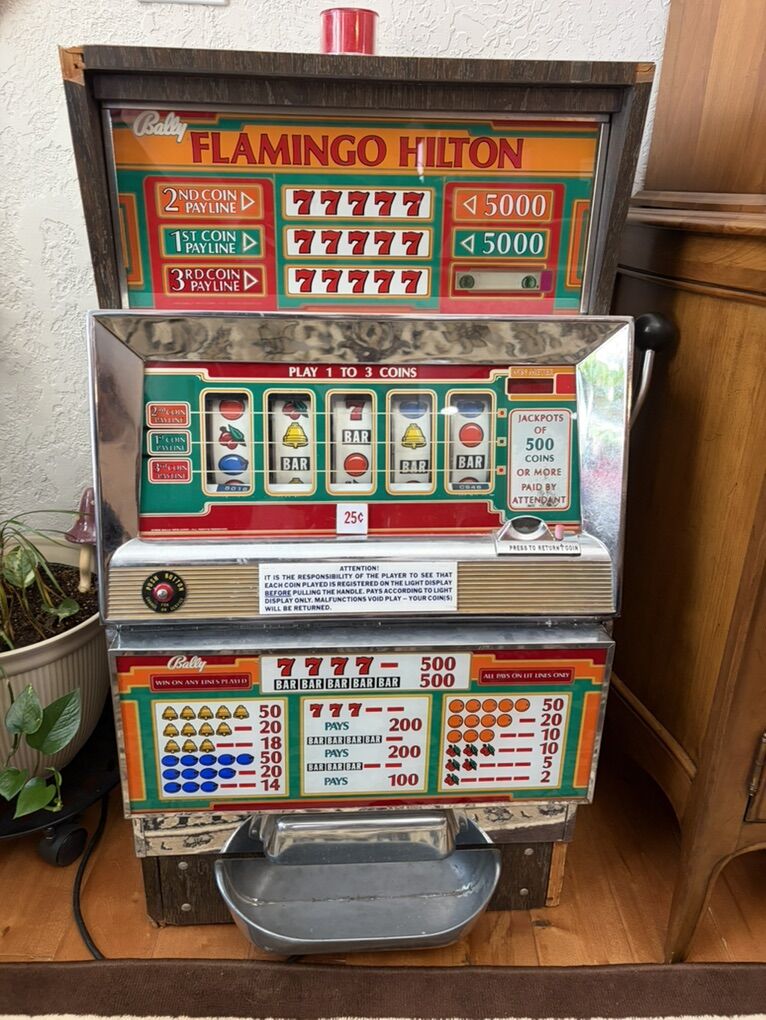 Bally
FLAMINGO HILTON
2ND COIN
PAYLINE
7 7 7 7 7
5000
1ST COIN
PAYLINE
7 7 7 7 7
5000
3RD COIN
PAYLINE
7 7 7 7 7
PLAY 1 TO 3 COINS
2ND COIN
PAYLINE
1ST COIN
PAYLINE
3RD COIN
PAYLINE
7
BAR
BAR
BAR
BAR
JACKPOTS
OF
500
COINS
OR MORE
PAID BY
ATTENDANT
25¢
PRESS TO RETURN COIN
ATTENTION!
IT IS THE RESPONSIBILITY OF THE PLAYER TO SEE THAT
EACH COIN PLAYED IS REGISTERED ON THE LIGHT DISPLAY
BEFORE PULLING THE HANDLE. PAYS ACCORDING TO LIGHT
DISPLAY ONLY. MALFUNCTIONS VOID PLAY – YOUR COIN(S)
WILL BE RETURNED.
PUSH BUTTON
Bally
WIN ON ANY LINES PLAYED
7 7 7 7 – 500
BAR BAR BAR BAR BAR 500
ALL PAYS ON LIT LINES ONLY
50
20
18
50
20
14
7 7 7 – –
PAYS 200
BAR BAR BAR BAR –
PAYS 200
BAR BAR BAR – –
PAYS 100
50
20
10
10
5
2